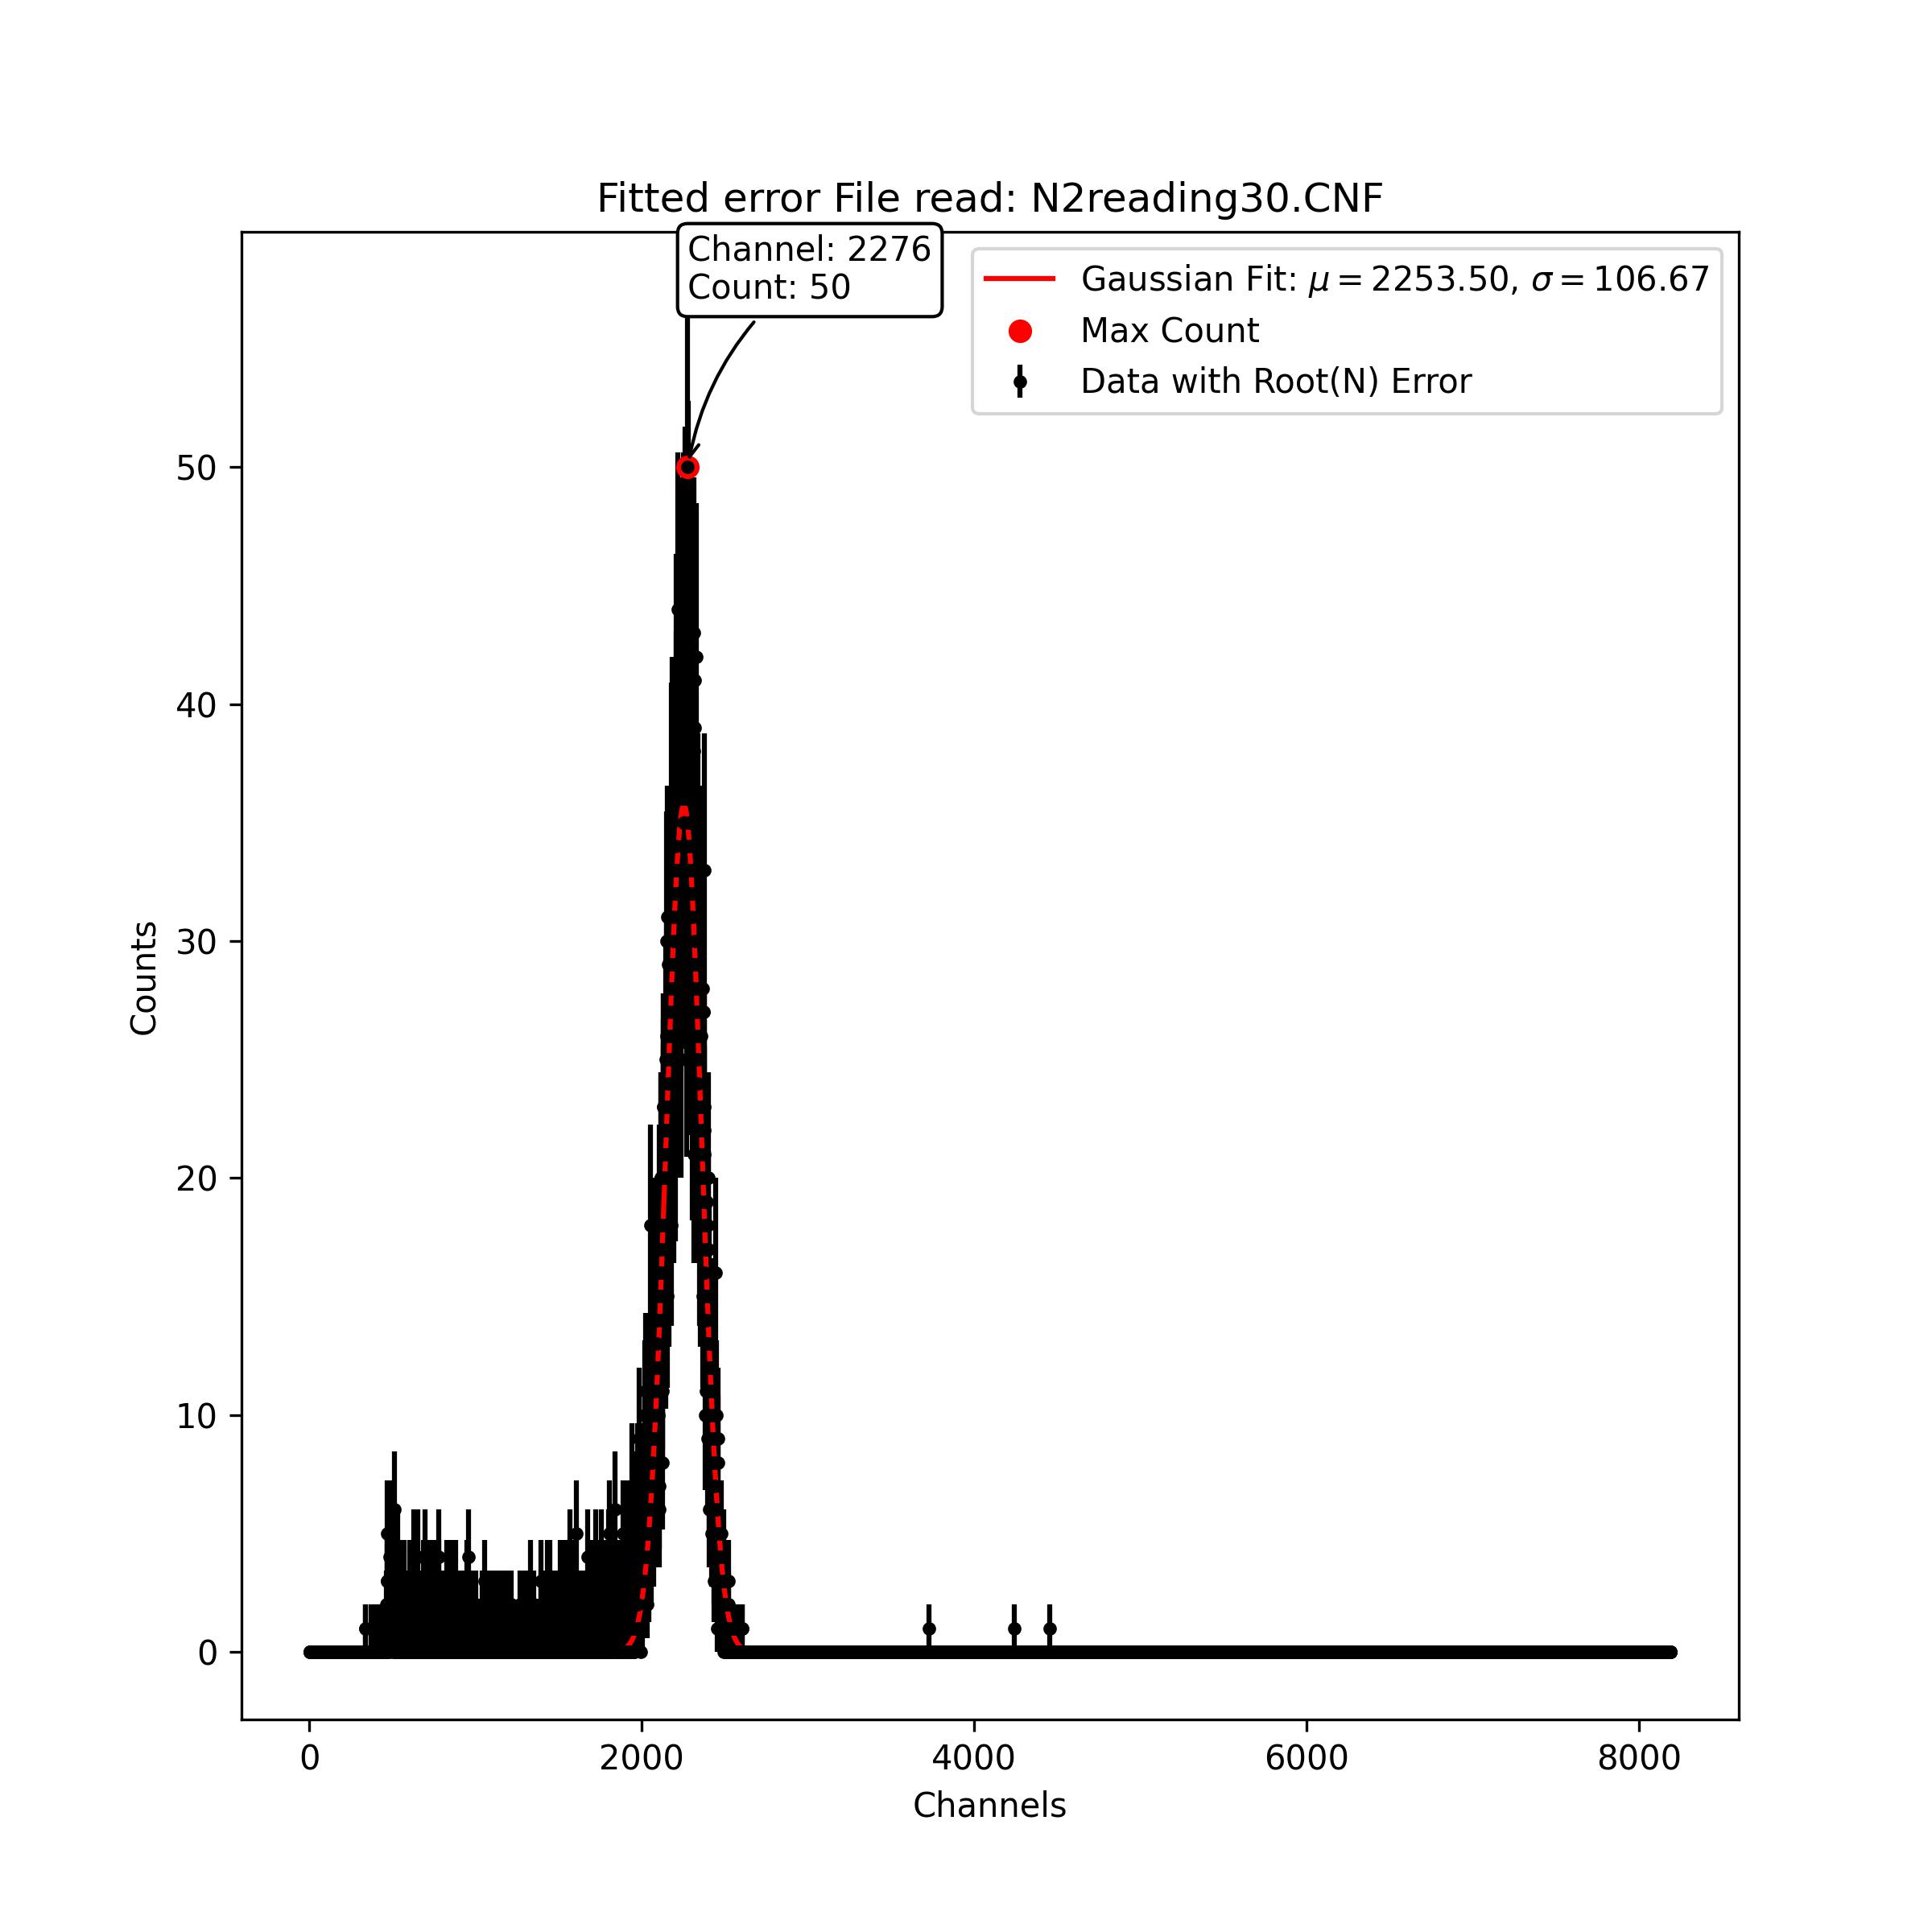 Fitted error File read: N2reading30.CNF
Channel: 2276
Count: 50
Gaussian Fit: μ = 2253.50, σ = 106.67
Max Count
Data with Root(N) Error
50
40
30
20
10
0
Counts
0 2000 4000 6000 8000
Channels